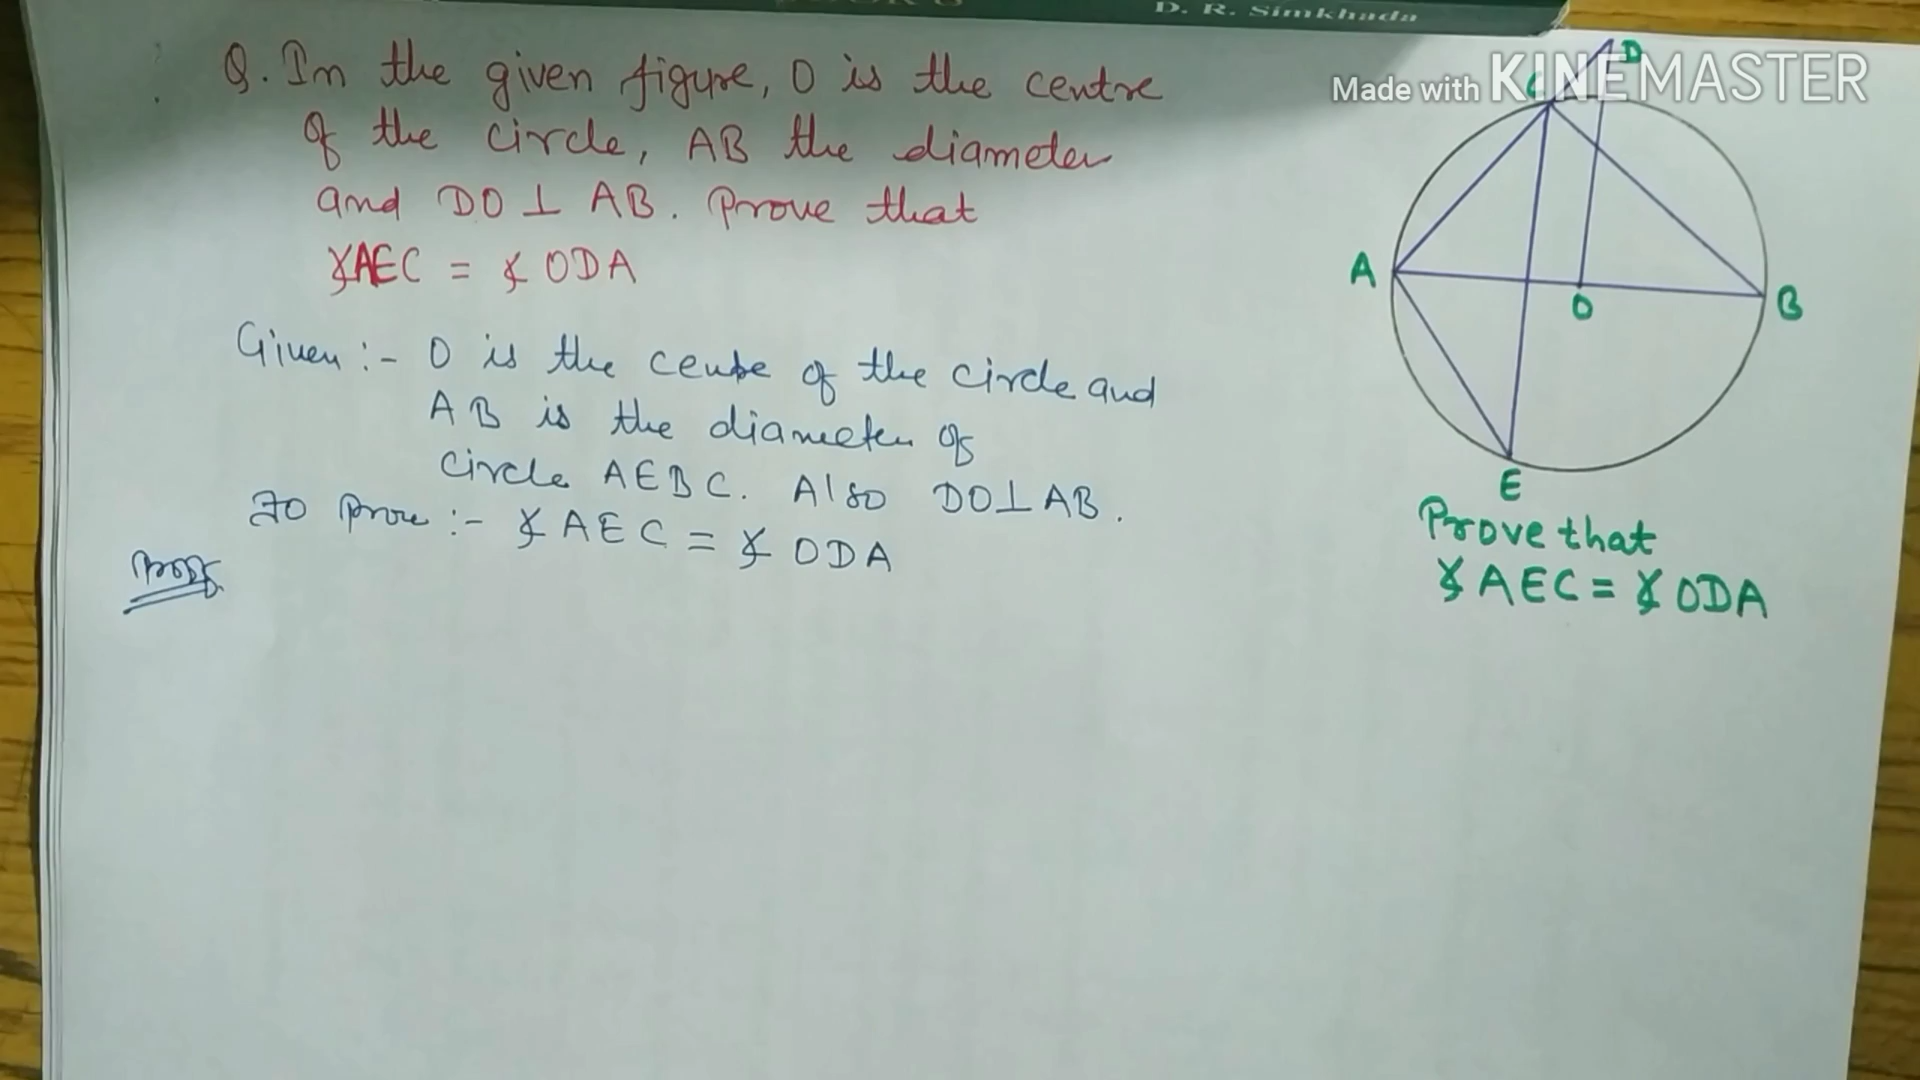 D. R. Simkhada
Made with KINEMASTER
Q. In the given figure, O is the centre
of the circle, AB the diameter
and DO ⊥ AB. Prove that
∡AEC = ∡ ODA
Given :- O is the centre of the circle and
AB is the diameter of
circle AEBC. Also DO⊥AB.
To prove :- ∡ AEC = ∡ ODA
Proof
D
C
A
O
B
E
Prove that
∡ AEC = ∡ ODA